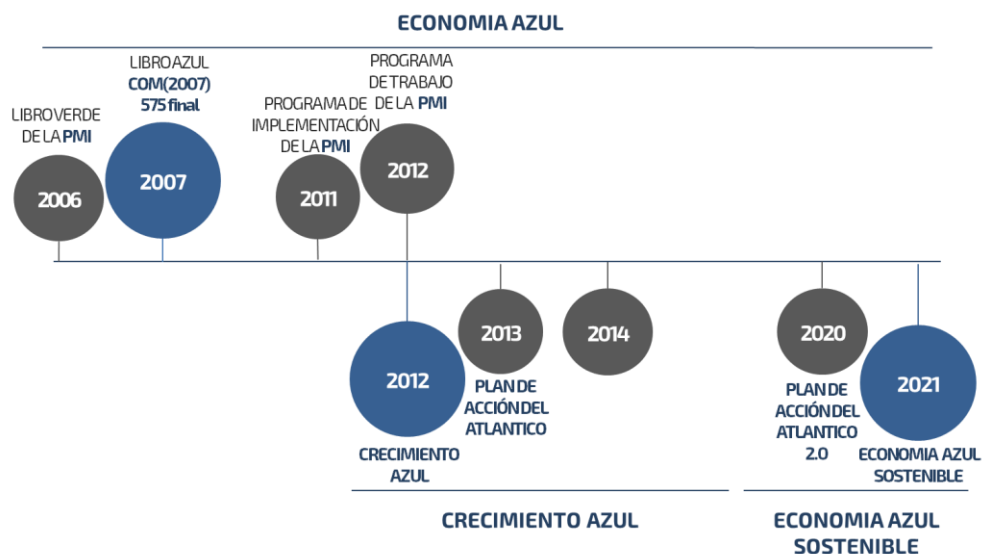 ECONOMIA AZUL
LIBRO VERDE
DE LA PMI
2006
LIBRO AZUL
COM(2007)
575 final
2007
PROGRAMA DE
IMPLEMENTACIÓN
DE LA PMI
2011
PROGRAMA
DE TRABAJO
DE LA PMI
2012
2012
CRECIMIENTO
AZUL
2013
PLAN DE
ACCIÓN DEL
ATLANTICO
2014
2020
PLAN DE
ACCIÓN DEL
ATLANTICO
2.0
2021
ECONOMIA AZUL
SOSTENIBLE
CRECIMIENTO AZUL
ECONOMIA AZUL
SOSTENIBLE